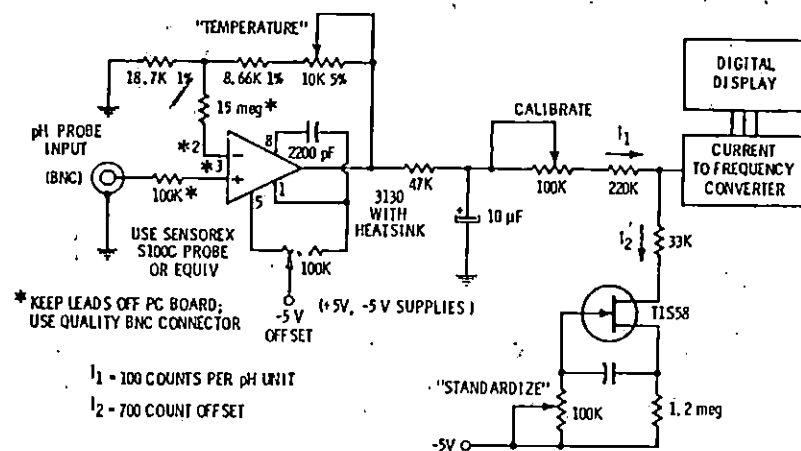 "TEMPERATURE"
18.7K 1%
8.66K 1%
10K 5%
15 meg*
pH PROBE
INPUT
(BNC)
*2
*3
−
+
8
1
5
2200 pF
100K*
USE SENSOREX
S100C PROBE
OR EQUIV
100K
-5 V
OFFSET
(+5V, -5 V SUPPLIES)
3130
WITH
HEATSINK
47K
+
10 µF
CALIBRATE
100K
I1
220K
DIGITAL
DISPLAY
CURRENT
TO FREQUENCY
CONVERTER
I2
33K
TIS58
"STANDARDIZE"
100K
1.2 meg
-5V
* KEEP LEADS OFF PC BOARD;
USE QUALITY BNC CONNECTOR
I1 = 100 COUNTS PER pH UNIT
I2 = 700 COUNT OFFSET